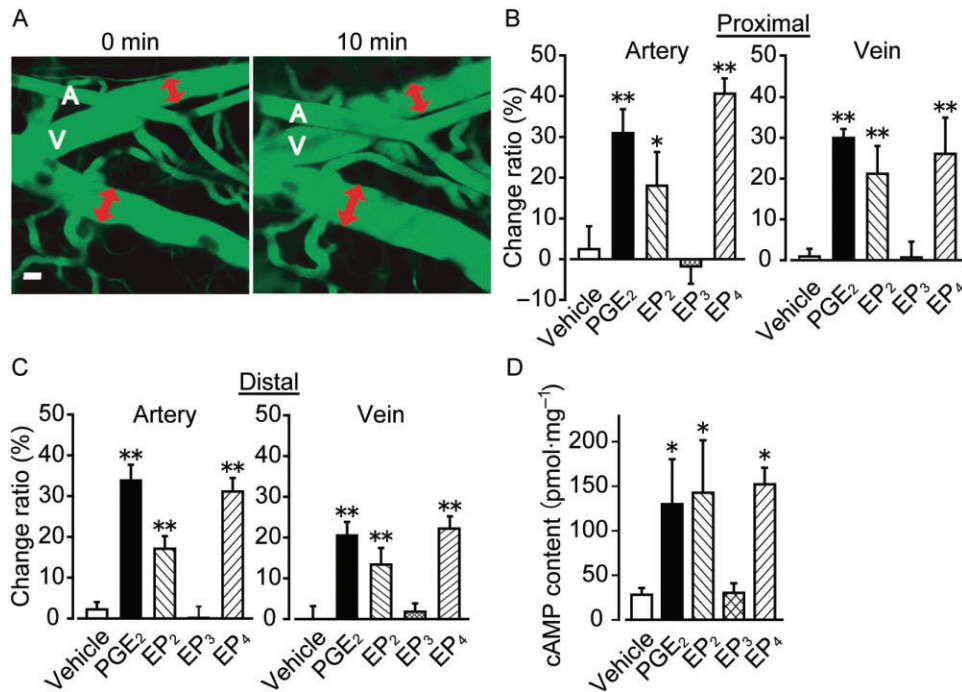 A
0 min
10 min
A
V
A
V
B
Proximal
Artery
Vein
Change ratio (%)
50
40
30
20
10
0
–10
**
*
**
Vehicle
PGE₂
EP₂
EP₃
EP₄
50
40
30
20
10
0
**
**
**
Vehicle
PGE₂
EP₂
EP₃
EP₄
C
Distal
Artery
Vein
Change ratio (%)
50
40
30
20
10
0
**
**
**
Vehicle
PGE₂
EP₂
EP₃
EP₄
50
40
30
20
10
0
**
**
**
Vehicle
PGE₂
EP₂
EP₃
EP₄
D
cAMP content (pmol·mg⁻¹)
200
150
100
50
0
*
*
*
Vehicle
PGE₂
EP₂
EP₃
EP₄